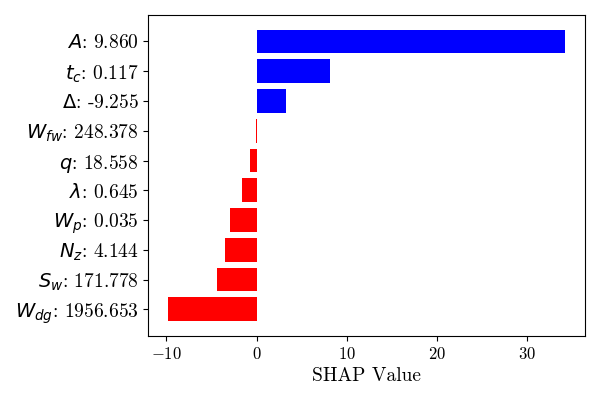 A: 9.860
t_c: 0.117
Δ: -9.255
W_fw: 248.378
q: 18.558
λ: 0.645
W_p: 0.035
N_z: 4.144
S_w: 171.778
W_dg: 1956.653
−10 0 10 20 30
SHAP Value